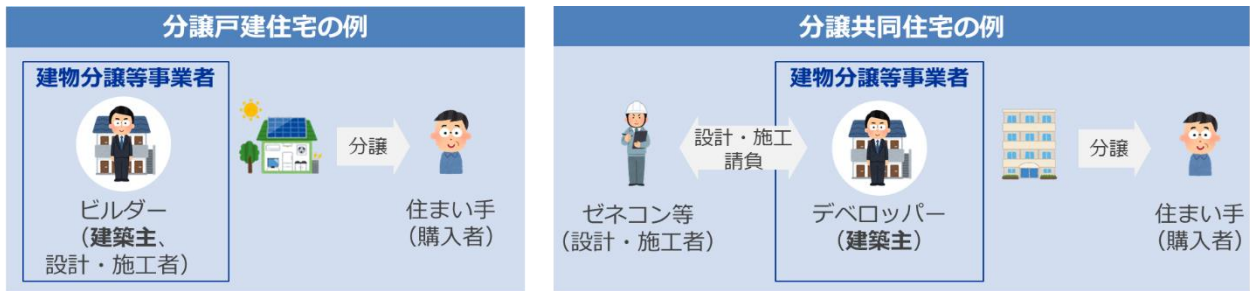 分譲戸建住宅の例
建物分譲等事業者
分譲
ビルダー
（建築主、
設計・施工者）
住まい手
（購入者）
分譲共同住宅の例
建物分譲等事業者
設計・施工
請負
分譲
ゼネコン等
（設計・施工者）
デベロッパー
（建築主）
住まい手
（購入者）